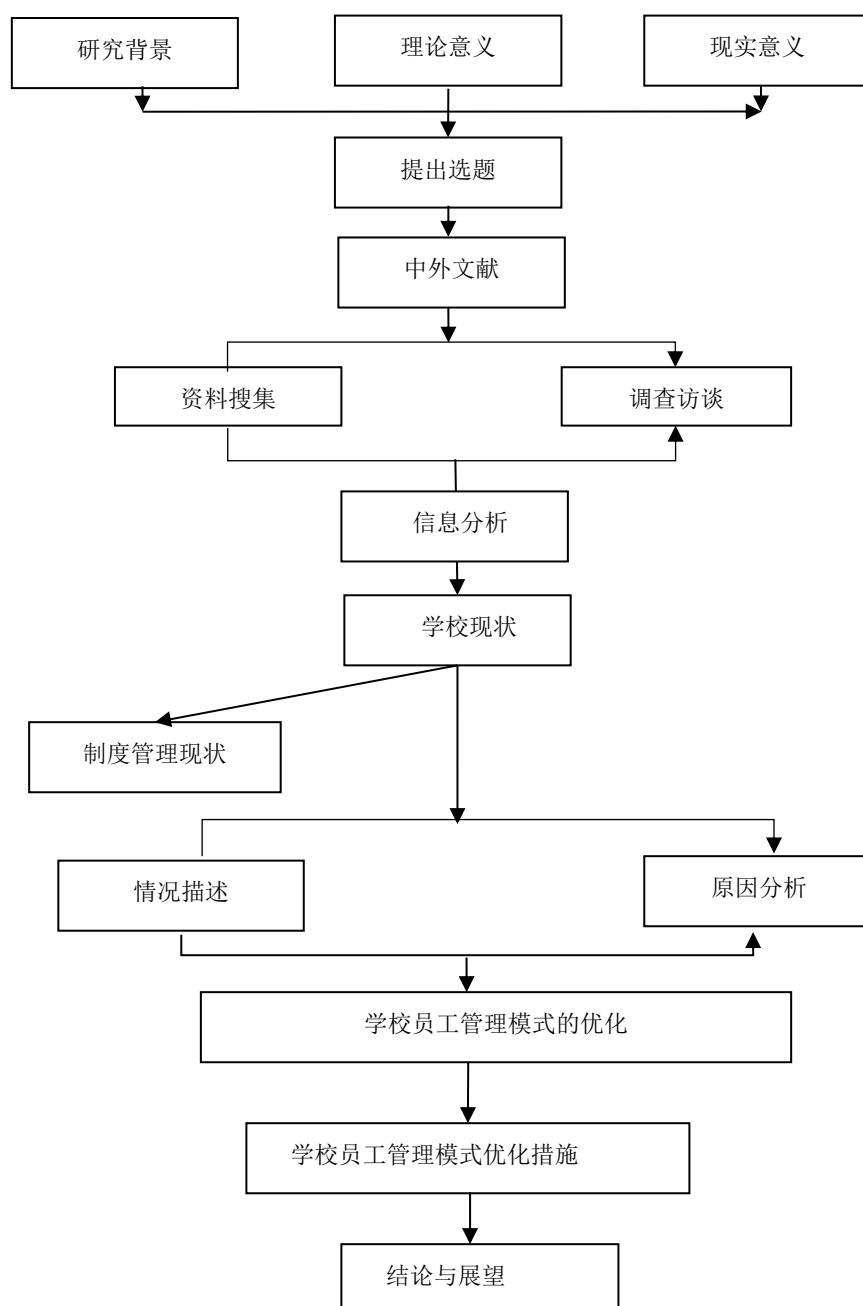 研究背景
理论意义
现实意义
提出选题
中外文献
资料搜集
调查访谈
信息分析
学校现状
制度管理现状
情况描述
原因分析
学校员工管理模式的优化
学校员工管理模式优化措施
结论与展望